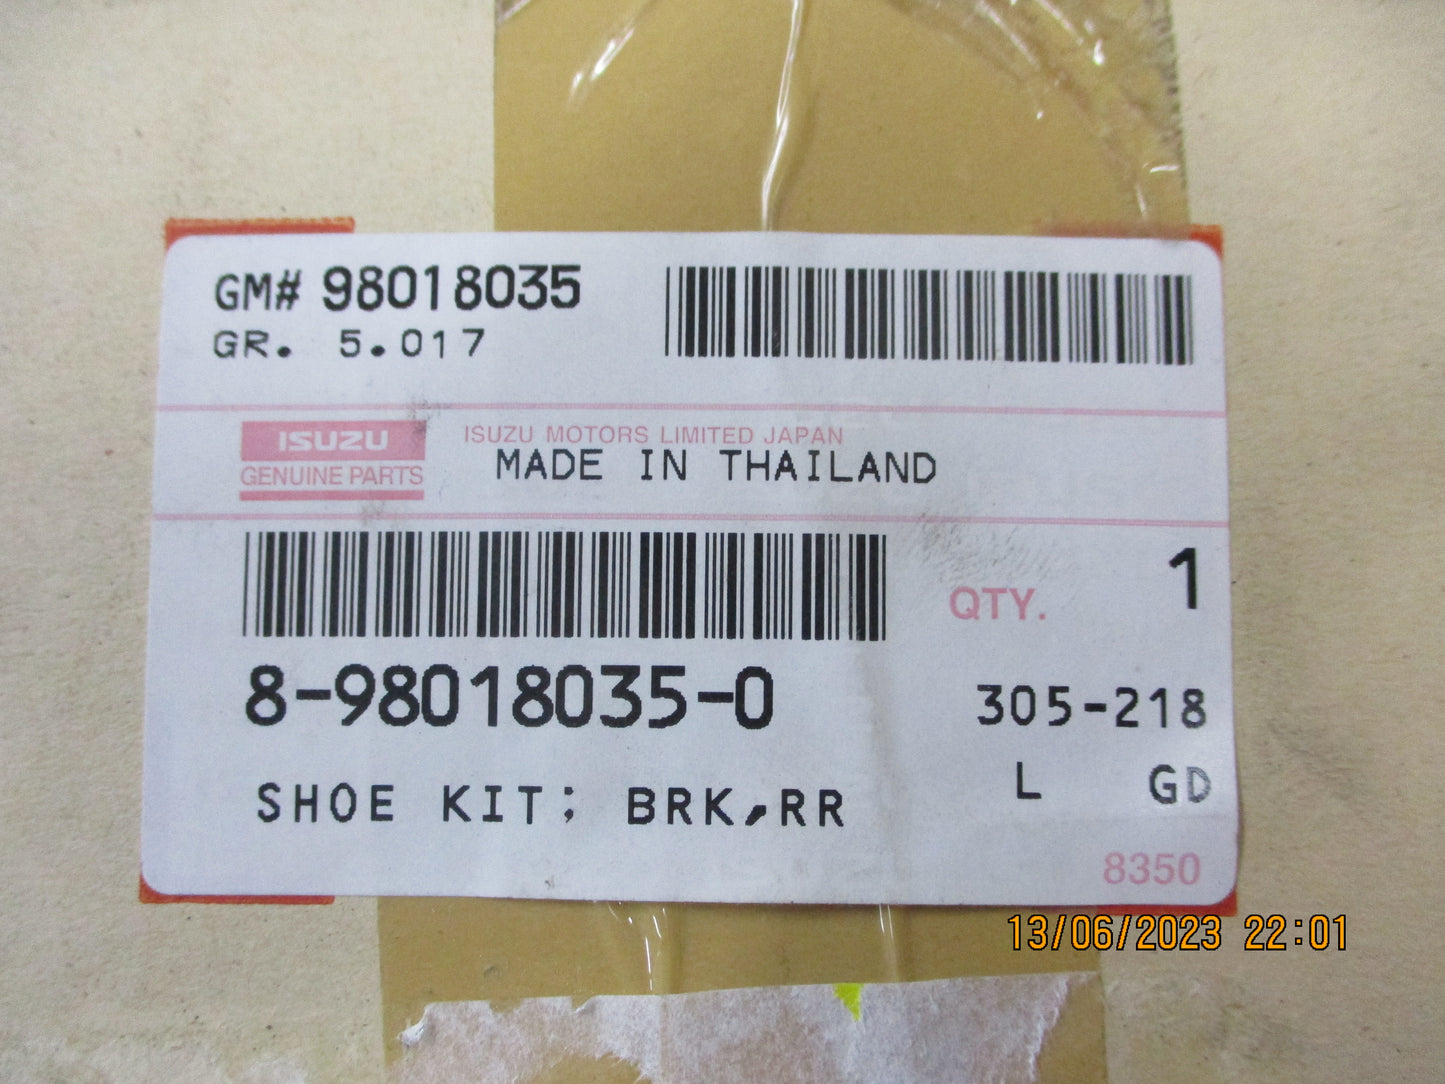 GM# 98018035
GR. 5.017
ISUZU
GENUINE PARTS
ISUZU MOTORS LIMITED JAPAN
MADE IN THAILAND
QTY. 1
8-98018035-0
305-218
SHOE KIT; BRK,RR
L GD
8350
13/06/2023 22:01